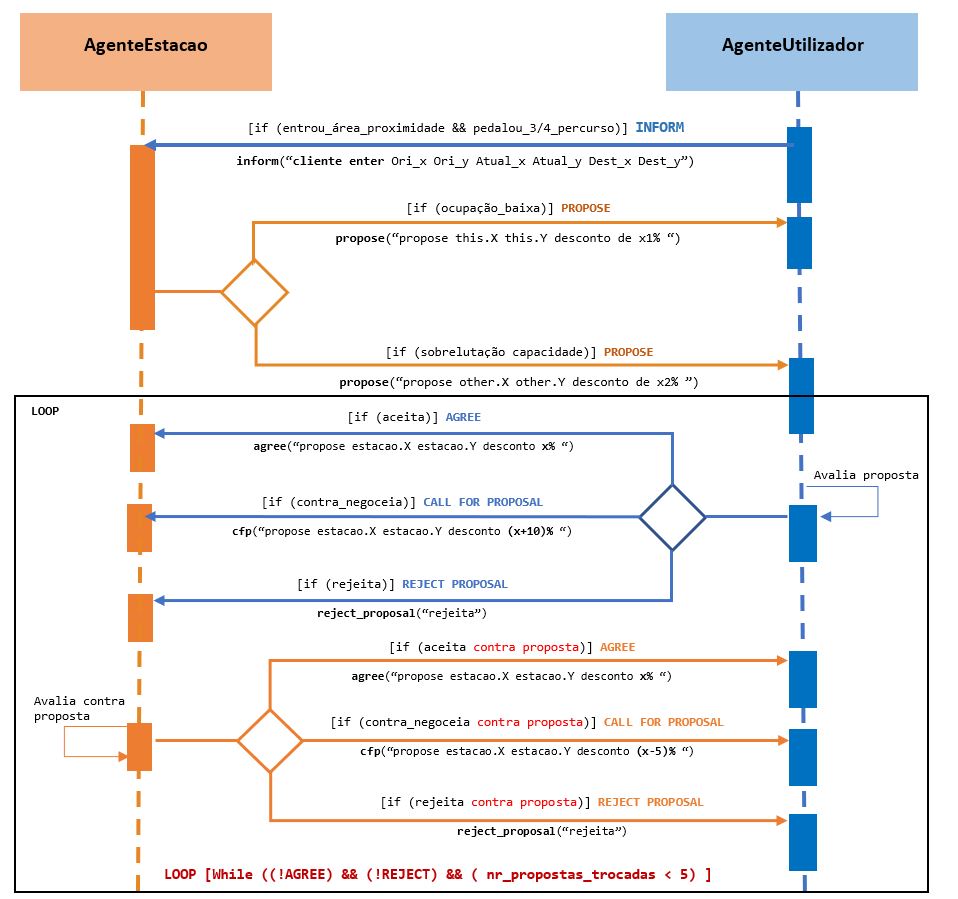 AgenteEstacao
AgenteUtilizador
[if (entrou_área_proximidade && pedalou_3/4_percurso)] INFORM
inform(“cliente enter Ori_x Ori_y Atual_x Atual_y Dest_x Dest_y”)
[if (ocupação_baixa)] PROPOSE
propose(“propose this.X this.Y desconto de x1% “)
[if (sobrelutação capacidade)] PROPOSE
propose(“propose other.X other.Y desconto de x2% ”)
LOOP
[if (aceita)] AGREE
agree(“propose estacao.X estacao.Y desconto x% “)
Avalia proposta
[if (contra_negoceia)] CALL FOR PROPOSAL
cfp(“propose estacao.X estacao.Y desconto (x+10)% “)
[if (rejeita)] REJECT PROPOSAL
reject_proposal(“rejeita”)
[if (aceita contra proposta)] AGREE
agree(“propose estacao.X estacao.Y desconto x% “)
Avalia contra
proposta
[if (contra_negoceia contra proposta)] CALL FOR PROPOSAL
cfp(“propose estacao.X estacao.Y desconto (x-5)% “)
[if (rejeita contra proposta)] REJECT PROPOSAL
reject_proposal(“rejeita”)
LOOP [While ((!AGREE) && (!REJECT) && ( nr_propostas_trocadas < 5) ]